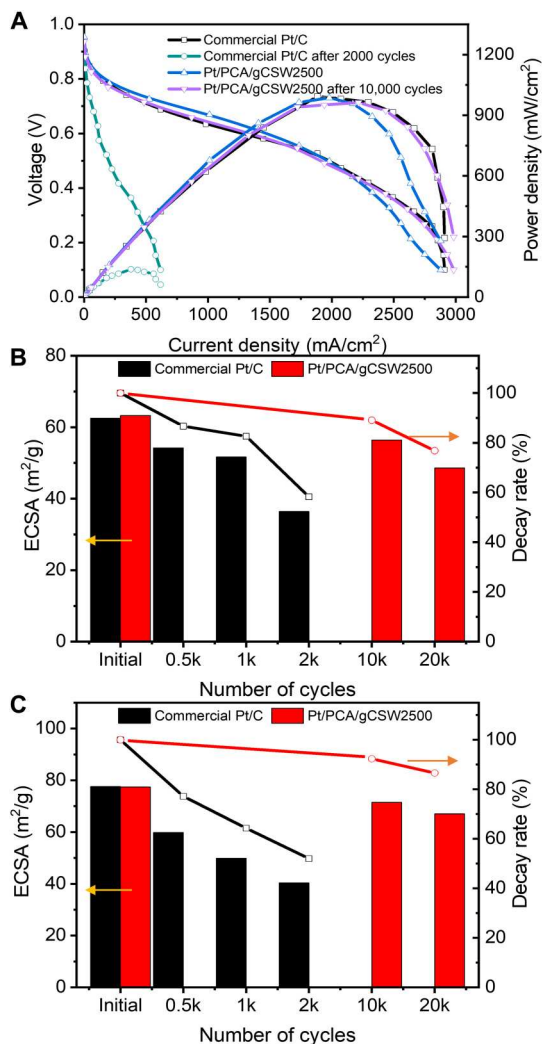 A
Commercial Pt/C
Commercial Pt/C after 2000 cycles
Pt/PCA/gCSW2500
Pt/PCA/gCSW2500 after 10,000 cycles
1.0
0.8
0.6
0.4
0.2
0.0
Voltage (V)
1200
900
600
300
0
Power density (mW/cm²)
0 500 1000 1500 2000 2500 3000
Current density (mA/cm²)
B
Commercial Pt/C Pt/PCA/gCSW2500
80
60
40
20
0
ECSA (m²/g)
100
80
60
40
20
0
Decay rate (%)
Initial 0.5k 1k 2k 10k 20k
Number of cycles
C
Commercial Pt/C Pt/PCA/gCSW2500
100
80
60
40
20
0
ECSA (m²/g)
100
80
60
40
20
0
Decay rate (%)
Initial 0.5k 1k 2k 10k 20k
Number of cycles